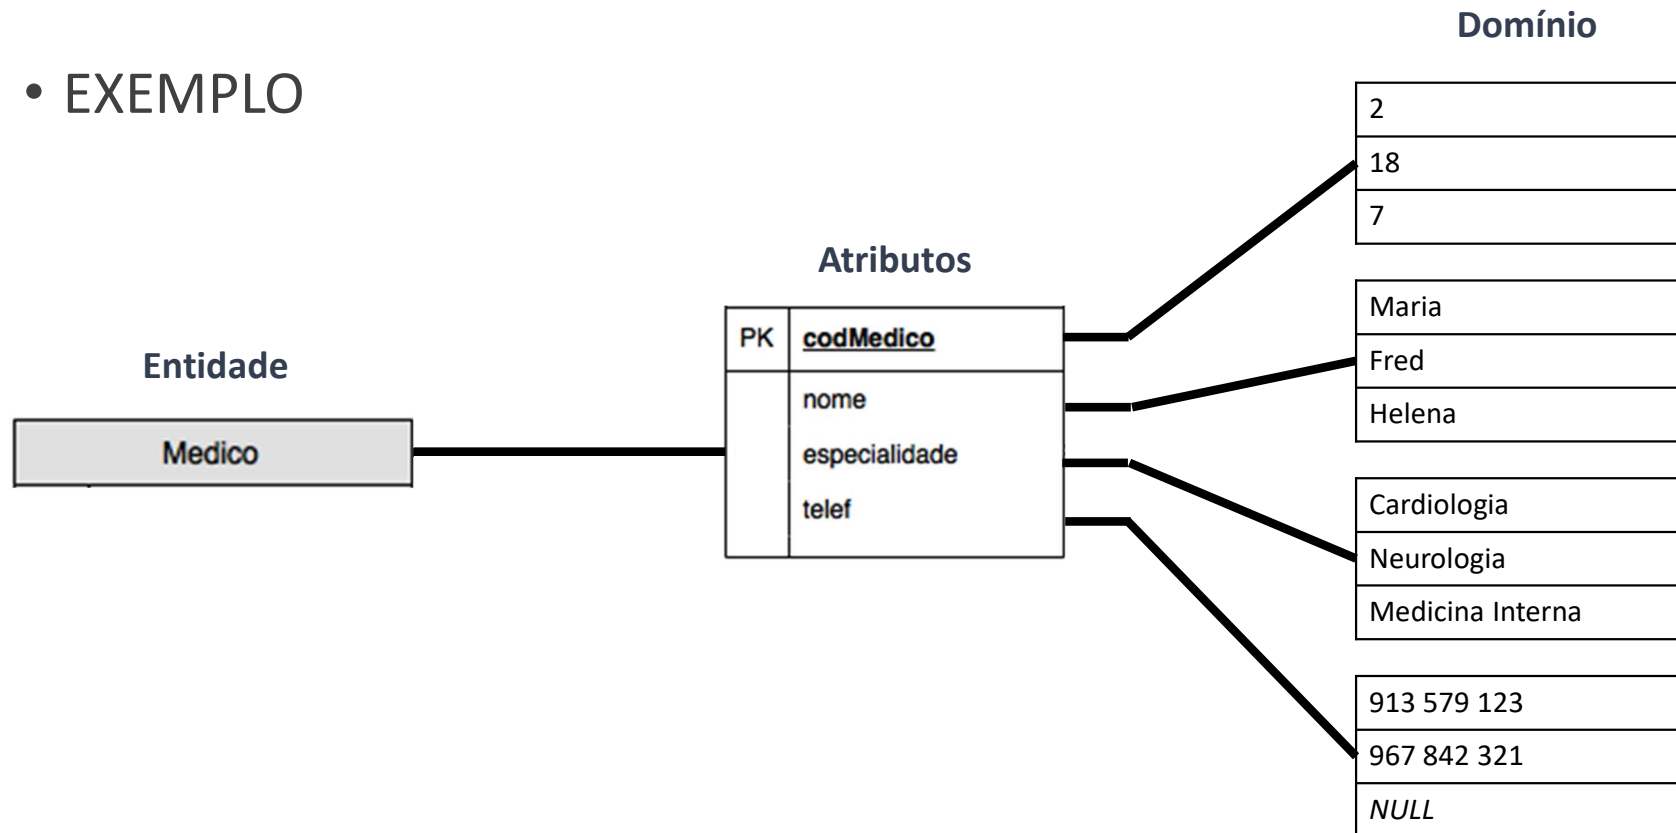 • EXEMPLO
Entidade
Medico
Atributos
PK codMedico
nome
especialidade
telef
Domínio
2
18
7
Maria
Fred
Helena
Cardiologia
Neurologia
Medicina Interna
913 579 123
967 842 321
NULL